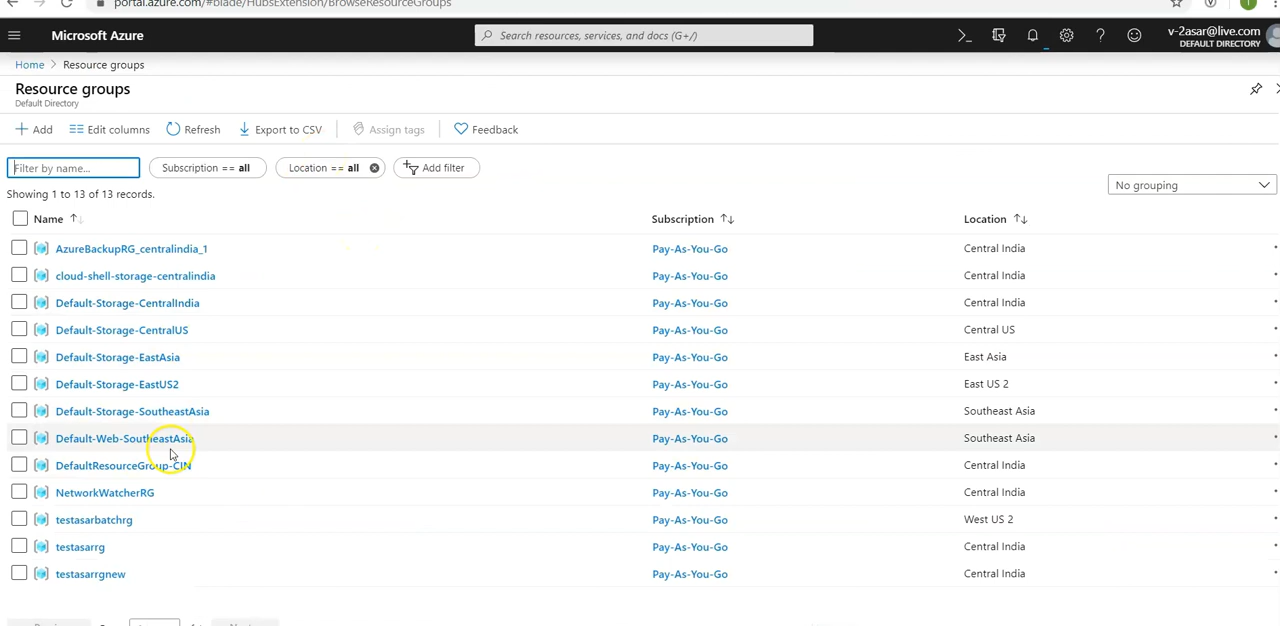 portal.azure.com/#blade/HubsExtension/BrowseResourceGroups
Microsoft Azure
Search resources, services, and docs (G+/)
v-2asar@live.com
DEFAULT DIRECTORY
Home > Resource groups
Resource groups
Default Directory
Add Edit columns Refresh Export to CSV Assign tags Feedback
Filter by name... Subscription == all Location == all Add filter
Showing 1 to 13 of 13 records.
No grouping
Name Subscription Location
AzureBackupRG_centralindia_1 Pay-As-You-Go Central India
cloud-shell-storage-centralindia Pay-As-You-Go Central India
Default-Storage-CentralIndia Pay-As-You-Go Central India
Default-Storage-CentralUS Pay-As-You-Go Central US
Default-Storage-EastAsia Pay-As-You-Go East Asia
Default-Storage-EastUS2 Pay-As-You-Go East US 2
Default-Storage-SoutheastAsia Pay-As-You-Go Southeast Asia
Default-Web-SoutheastAsia Pay-As-You-Go Southeast Asia
DefaultResourceGroup-CIN Pay-As-You-Go Central India
NetworkWatcherRG Pay-As-You-Go Central India
testasarbatchrg Pay-As-You-Go West US 2
testasarrg Pay-As-You-Go Central India
testasarrgnew Pay-As-You-Go Central India